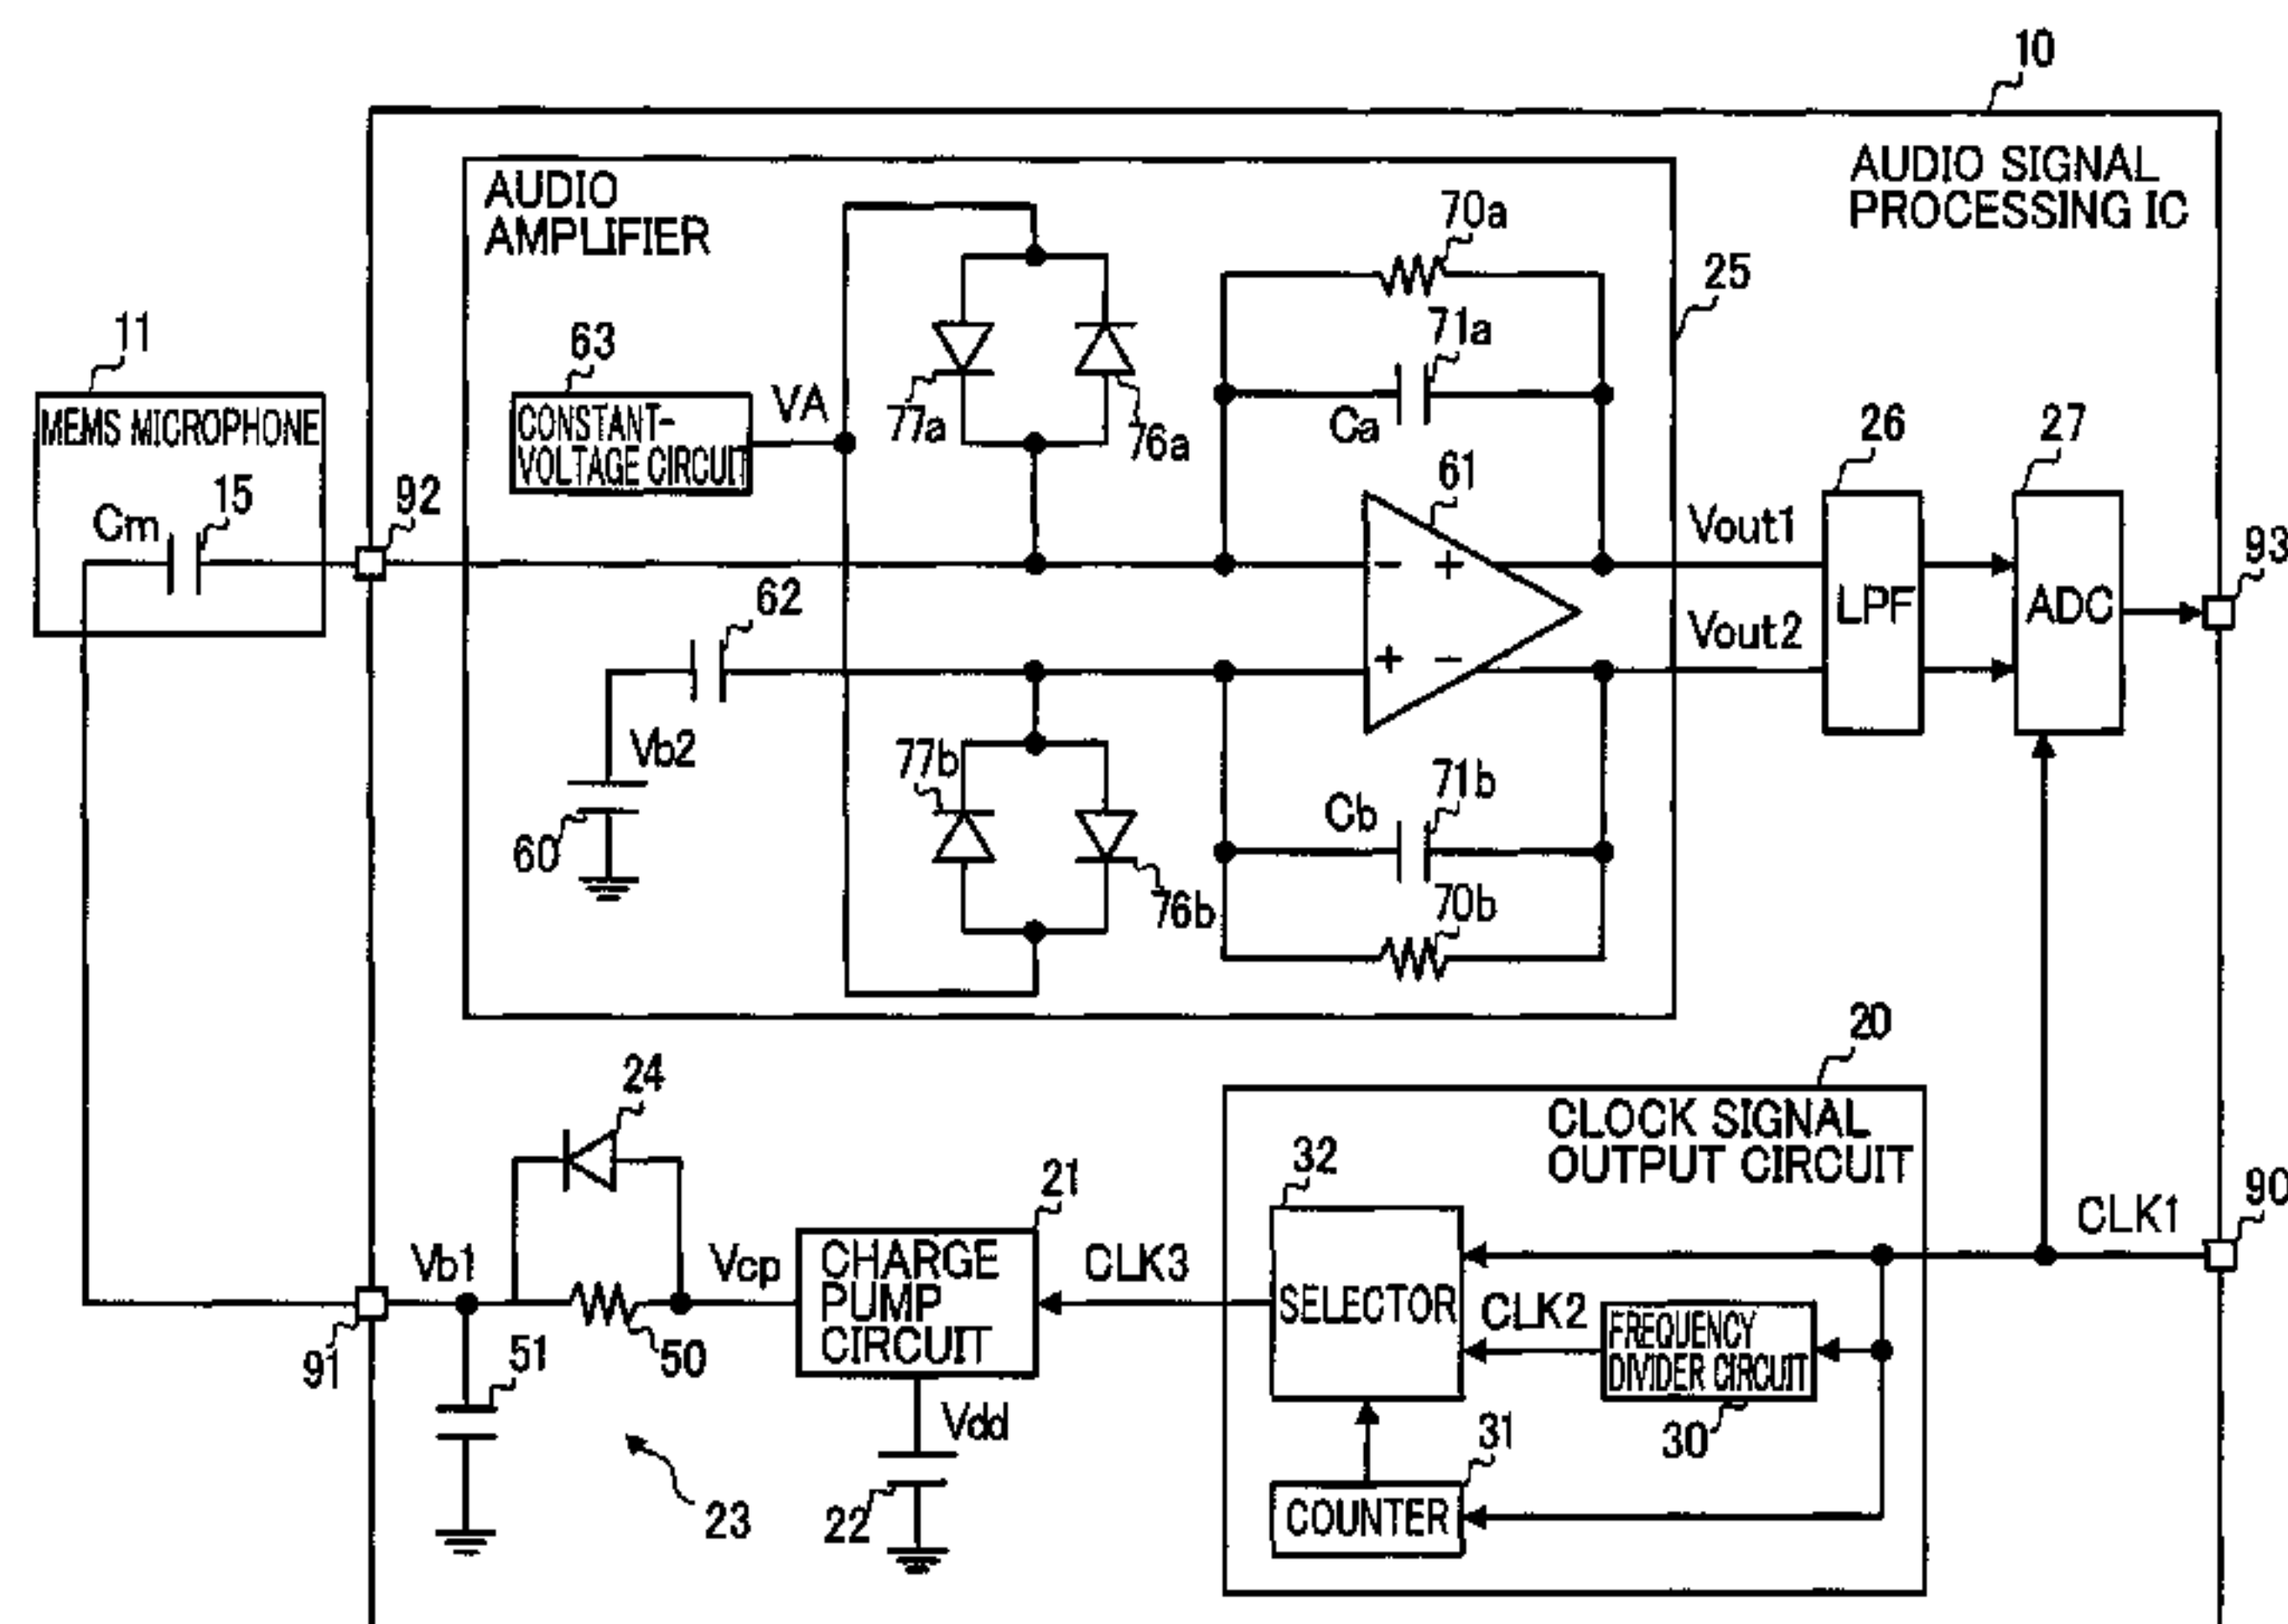 10
AUDIO SIGNAL
PROCESSING IC
AUDIO
AMPLIFIER
70a
25
11
63
71a
MEMS MICROPHONE
CONSTANT-
VOLTAGE CIRCUIT
VA
77a
76a
Ca
26
27
Cm
15
92
61
Vout1
93
62
LPF
ADC
Vout2
Vb2
77b
71b
Cb
60
76b
70b
20
24
CLOCK SIGNAL
OUTPUT CIRCUIT
32
21
90
CLK1
Vb1
Vcp
CHARGE
PUMP
CIRCUIT
CLK3
SELECTOR
CLK2
FREQUENCY
DIVIDER CIRCUIT
91
51
50
Vdd
30
31
23
22
COUNTER
- +
+ -